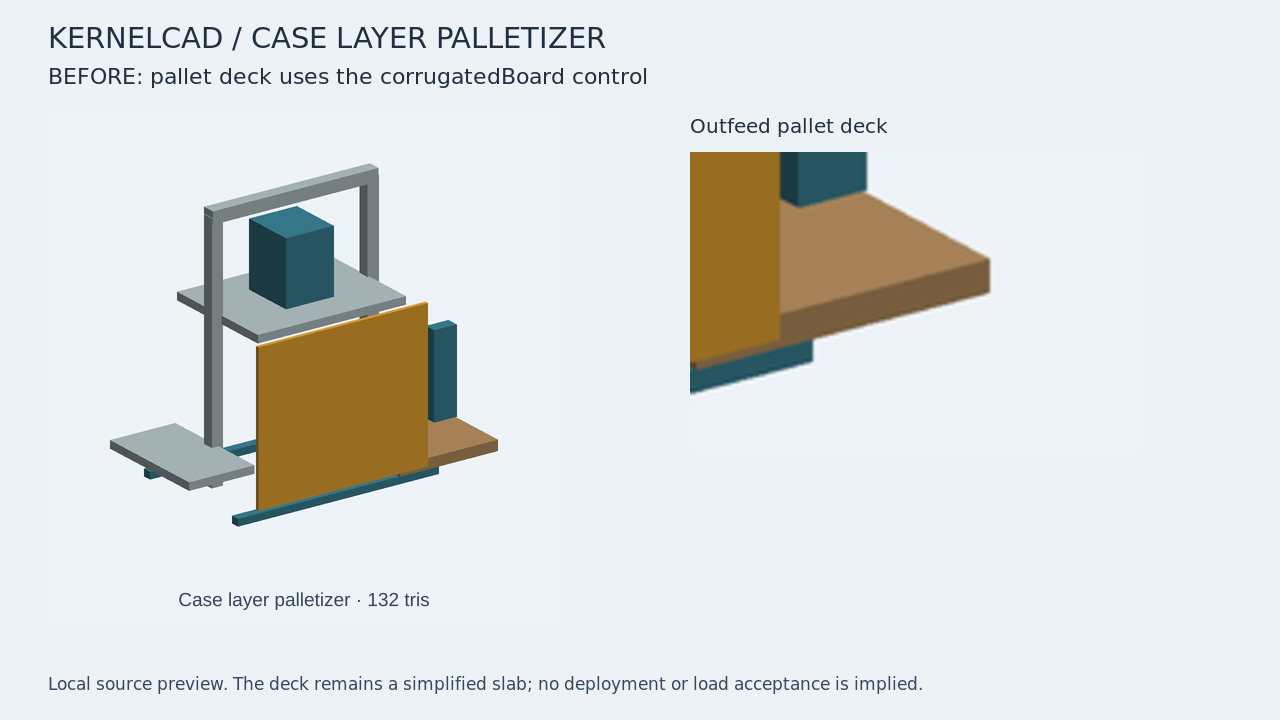 KERNELCAD / CASE LAYER PALLETIZER
BEFORE: pallet deck uses the corrugatedBoard control
Outfeed pallet deck
Case layer palletizer · 132 tris
Local source preview. The deck remains a simplified slab; no deployment or load acceptance is implied.